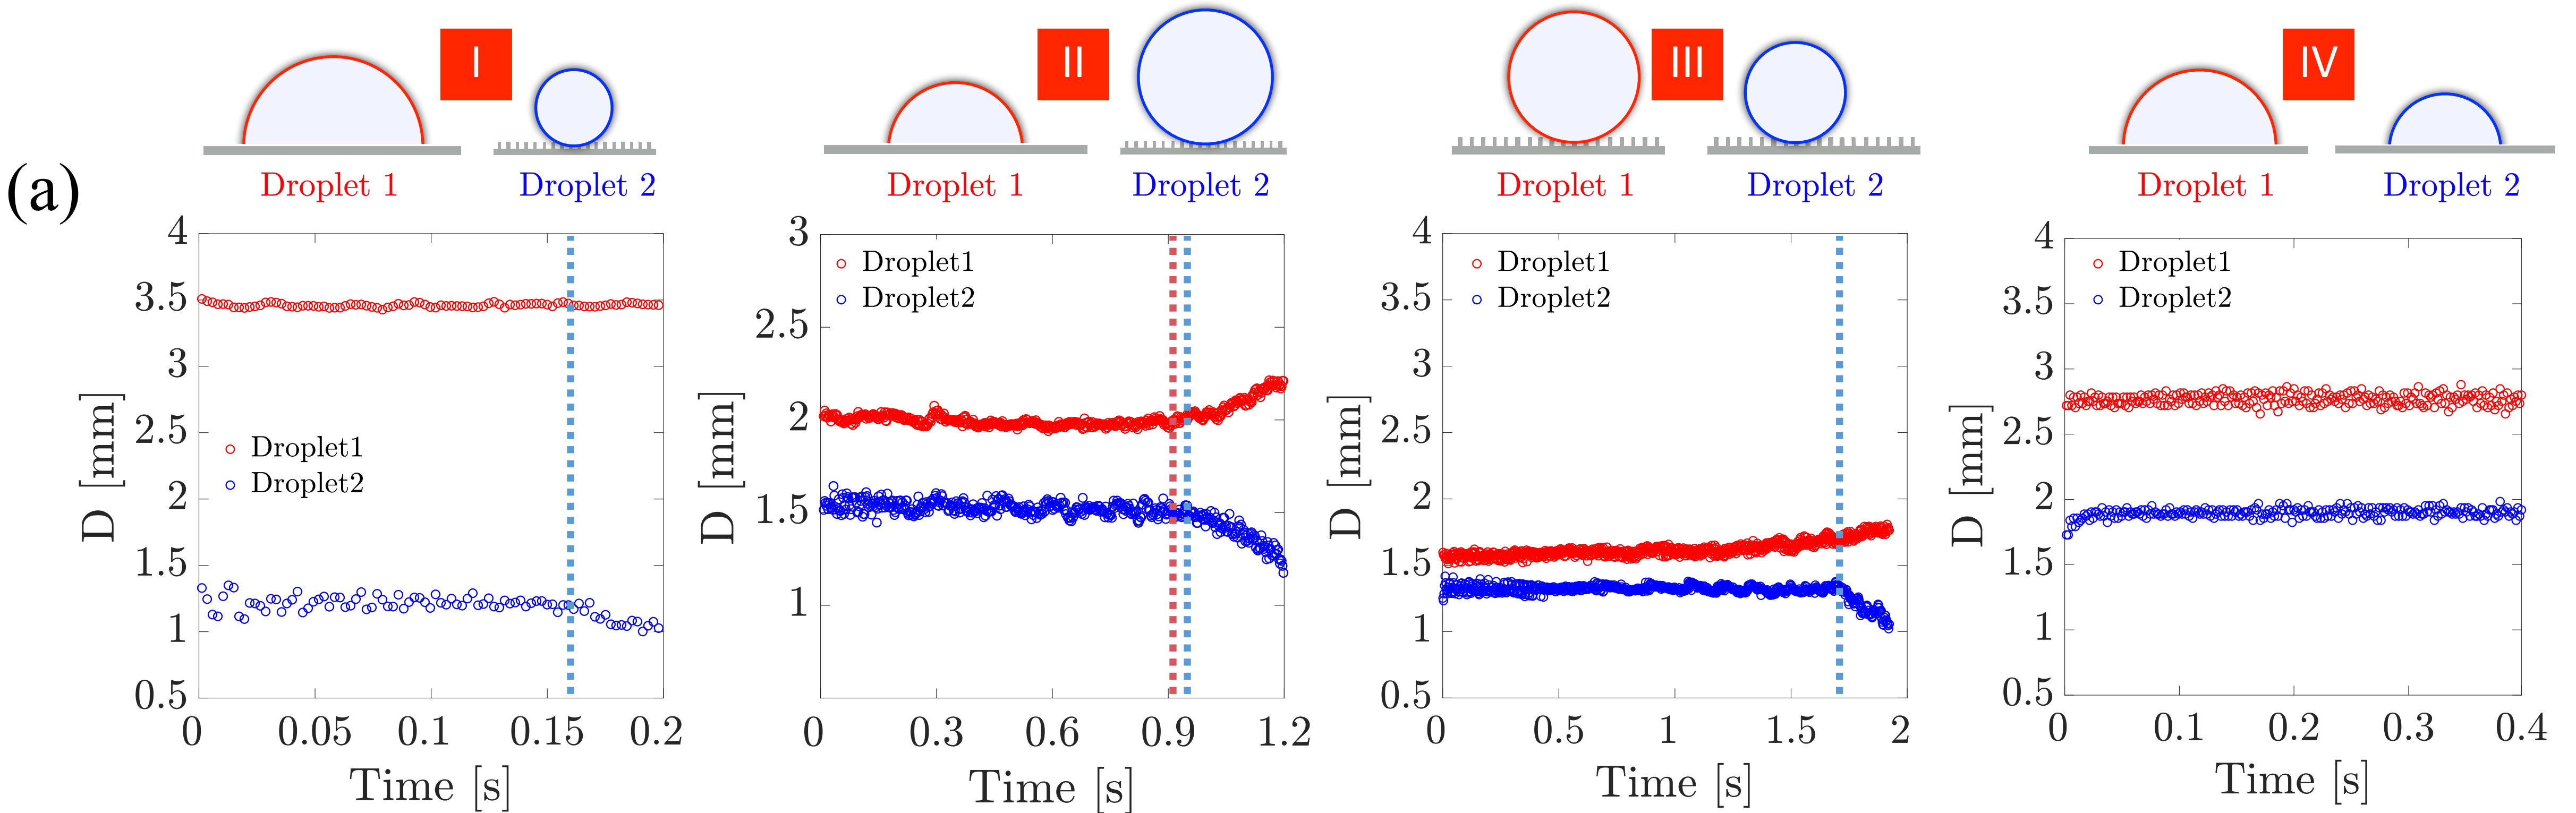 (a)
I
Droplet 1
Droplet 2
4
3.5
3
2.5
2
1.5
1
0.5
D [mm]
Droplet1
Droplet2
0 0.05 0.1 0.15 0.2
Time [s]
II
Droplet 1
Droplet 2
3
2.5
2
1.5
1
D [mm]
Droplet1
Droplet2
0 0.3 0.6 0.9 1.2
Time [s]
III
Droplet 1
Droplet 2
4
3.5
3
2.5
2
1.5
1
0.5
D [mm]
Droplet1
Droplet2
0 0.5 1 1.5 2
Time [s]
IV
Droplet 1
Droplet 2
4
3.5
3
2.5
2
1.5
1
0.5
D [mm]
Droplet1
Droplet2
0 0.1 0.2 0.3 0.4
Time [s]